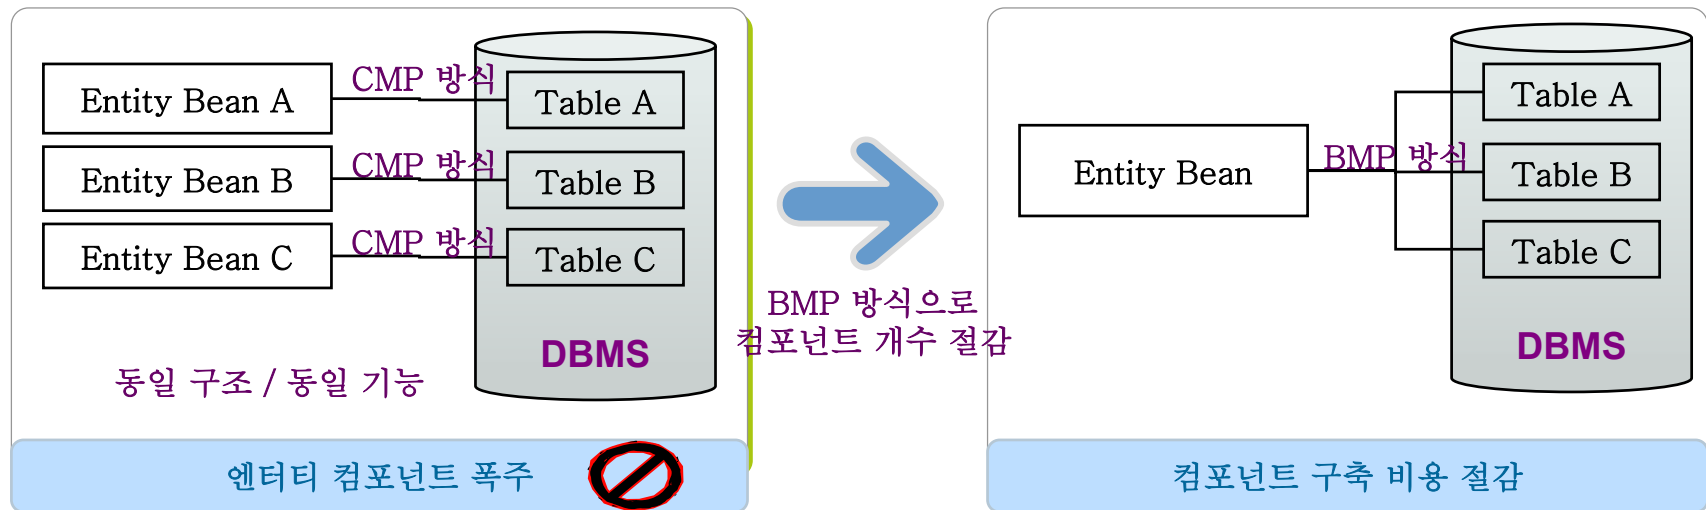 Entity Bean A
CMP 방식
Table A
Entity Bean B
CMP 방식
Table B
Entity Bean C
CMP 방식
Table C
DBMS
동일 구조 / 동일 기능
엔터티 컴포넌트 폭주
BMP 방식으로
컴포넌트 개수 절감
Entity Bean
BMP 방식
Table A
Table B
Table C
DBMS
컴포넌트 구축 비용 절감